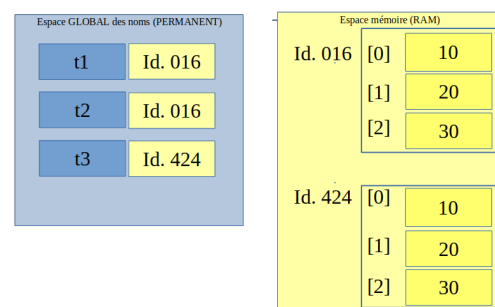 Espace GLOBAL des noms (PERMANENT)
t1 Id. 016
t2 Id. 016
t3 Id. 424
Espace mémoire (RAM)
Id. 016 [0] 10
[1] 20
[2] 30
Id. 424 [0] 10
[1] 20
[2] 30